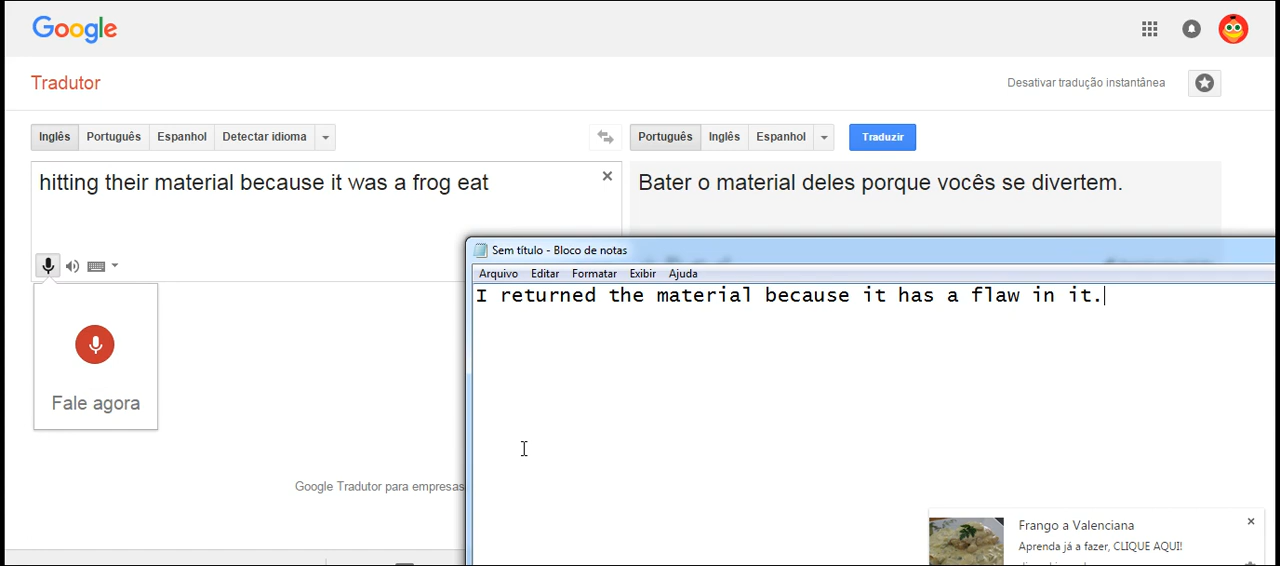 Google
Tradutor
Desativar tradução instantânea
Inglês Português Espanhol Detectar idioma
Português Inglês Espanhol Traduzir
hitting their material because it was a frog eat
Bater o material deles porque vocês se divertem.
Sem título - Bloco de notas
Arquivo Editar Formatar Exibir Ajuda
I returned the material because it has a flaw in it.
Fale agora
Google Tradutor para empresas
Frango a Valenciana
Aprenda já a fazer, CLIQUE AQUI!